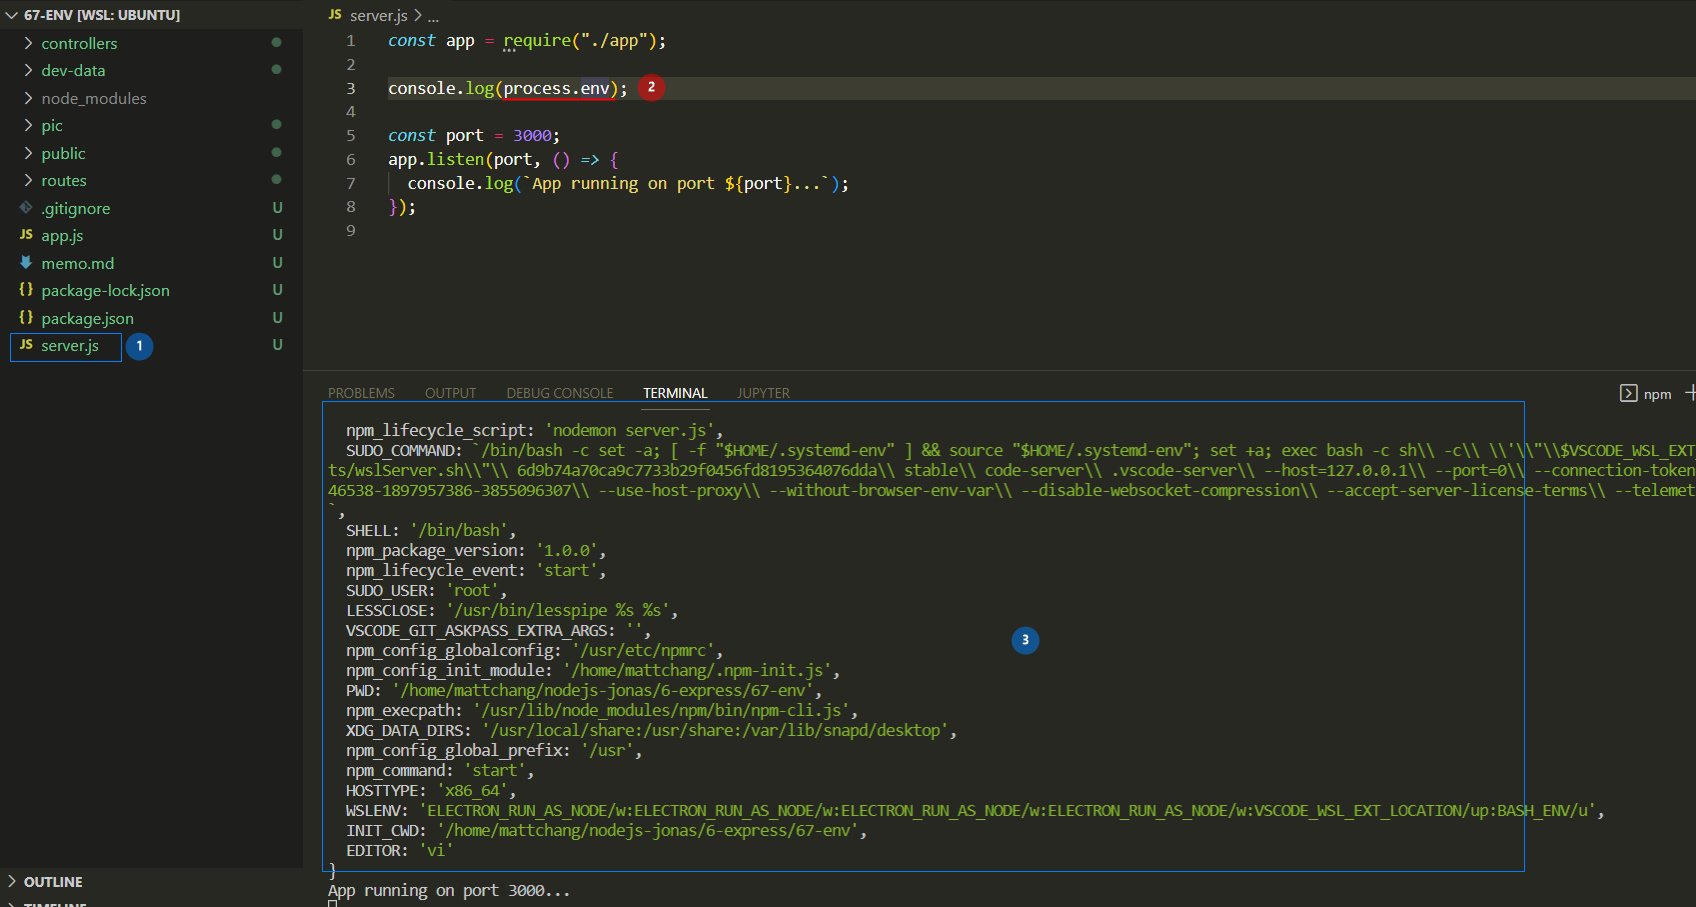 67-ENV [WSL: UBUNTU]
controllers
dev-data
node_modules
pic
public
routes
.gitignore U
JS app.js U
memo.md U
{} package-lock.json U
{} package.json U
JS server.js 1 U
OUTLINE
TIMELINE
JS server.js > ...
1 const app = require("./app");
2
3 console.log(process.env); 2
4
5 const port = 3000;
6 app.listen(port, () => {
7 console.log(`App running on port ${port}...`);
8 });
9
PROBLEMS OUTPUT DEBUG CONSOLE TERMINAL JUPYTER npm
npm_lifecycle_script: 'nodemon server.js',
SUDO_COMMAND: `/bin/bash -c set -a; [ -f "$HOME/.systemd-env" ] && source "$HOME/.systemd-env"; set +a; exec bash -c sh\\ -c\\ \\'\\"\\$VSCODE_WSL_EXT_
ts/wslServer.sh\\"\\ 6d9b74a70ca9c7733b29f0456fd8195364076dda\\ stable\\ code-server\\ .vscode-server\\ --host=127.0.0.1\\ --port=0\\ --connection-token
46538-1897957386-3855096307\\ --use-host-proxy\\ --without-browser-env-var\\ --disable-websocket-compression\\ --accept-server-license-terms\\ --telemet
`,
SHELL: '/bin/bash',
npm_package_version: '1.0.0',
npm_lifecycle_event: 'start',
SUDO_USER: 'root',
LESSCLOSE: '/usr/bin/lesspipe %s %s',
VSCODE_GIT_ASKPASS_EXTRA_ARGS: '',
npm_config_globalconfig: '/usr/etc/npmrc', 3
npm_config_init_module: '/home/mattchang/.npm-init.js',
PWD: '/home/mattchang/nodejs-jonas/6-express/67-env',
npm_execpath: '/usr/lib/node_modules/npm/bin/npm-cli.js',
XDG_DATA_DIRS: '/usr/local/share:/usr/share:/var/lib/snapd/desktop',
npm_config_global_prefix: '/usr',
npm_command: 'start',
HOSTTYPE: 'x86_64',
WSLENV: 'ELECTRON_RUN_AS_NODE/w:ELECTRON_RUN_AS_NODE/w:ELECTRON_RUN_AS_NODE/w:ELECTRON_RUN_AS_NODE/w:VSCODE_WSL_EXT_LOCATION/up:BASH_ENV/u',
INIT_CWD: '/home/mattchang/nodejs-jonas/6-express/67-env',
EDITOR: 'vi'
}
App running on port 3000...